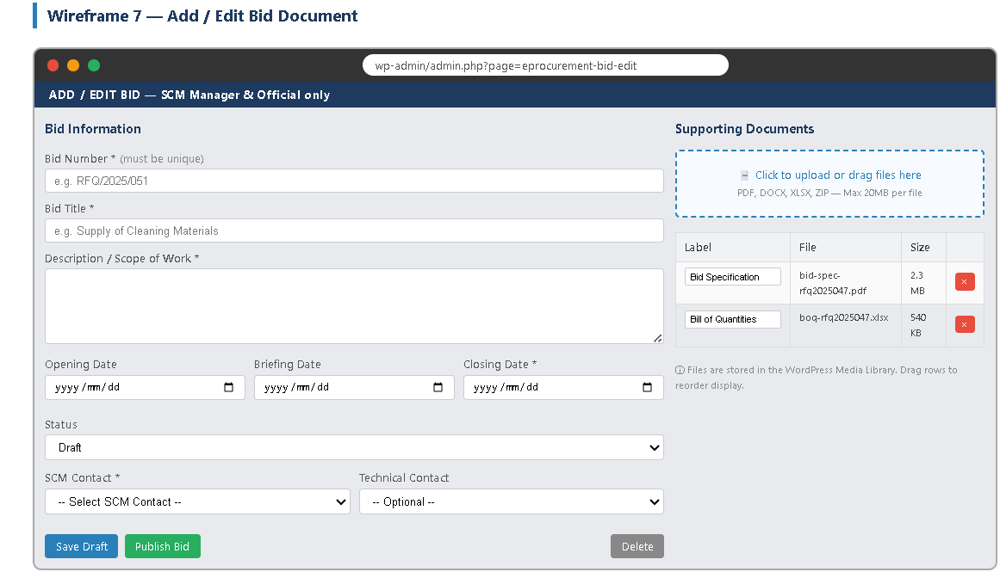 Wireframe 7 — Add / Edit Bid Document
wp-admin/admin.php?page=eprocurement-bid-edit
ADD / EDIT BID — SCM Manager & Official only
Bid Information
Bid Number * (must be unique)
e.g. RFQ/2025/051
Bid Title *
e.g. Supply of Cleaning Materials
Description / Scope of Work *
Opening Date
Briefing Date
Closing Date *
yyyy/mm/dd
yyyy/mm/dd
yyyy/mm/dd
Status
Draft
SCM Contact *
Technical Contact
-- Select SCM Contact --
-- Optional --
Save Draft
Publish Bid
Delete
Supporting Documents
Click to upload or drag files here
PDF, DOCX, XLSX, ZIP — Max 20MB per file
Label
File
Size
Bid Specification
bid-spec-
rfq2025047.pdf
2.3
MB
×
Bill of Quantities
boq-rfq2025047.xlsx
540
KB
×
ⓘ Files are stored in the WordPress Media Library. Drag rows to
reorder display.